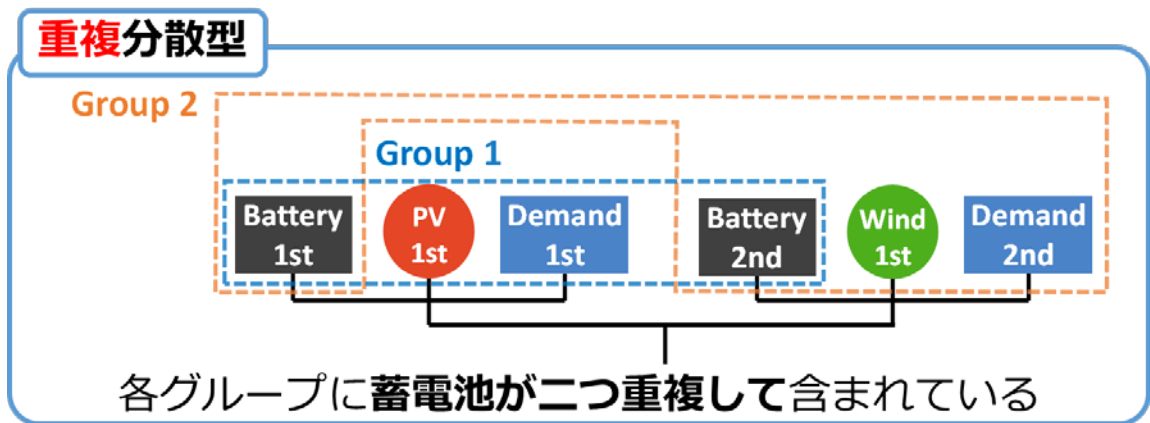 重複分散型
Group 2
Group 1
Battery
1st
PV
1st
Demand
1st
Battery
2nd
Wind
1st
Demand
2nd
各グループに蓄電池が二つ重複して含まれている